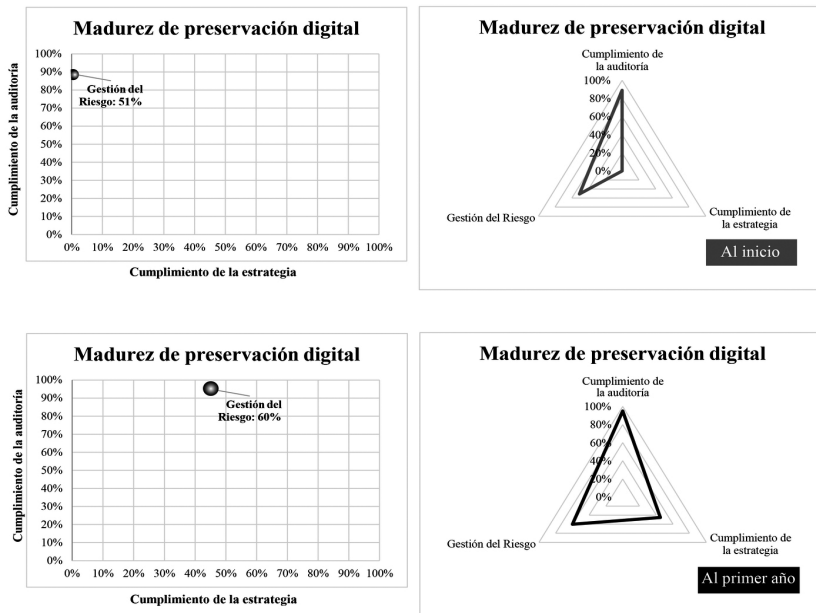 Madurez de preservación digital
Cumplimiento de la auditoría
100%
90%
80%
70%
60%
50%
40%
30%
20%
10%
0%
Gestión del
Riesgo: 51%
0% 10% 20% 30% 40% 50% 60% 70% 80% 90% 100%
Cumplimiento de la estrategia
Madurez de preservación digital
Cumplimiento de
la auditoría
100%
80%
60%
40%
20%
0%
Gestión del Riesgo
Cumplimiento de
la estrategia
Al inicio
Madurez de preservación digital
Cumplimiento de la auditoría
100%
90%
80%
70%
60%
50%
40%
30%
20%
10%
0%
Gestión del
Riesgo: 60%
0% 10% 20% 30% 40% 50% 60% 70% 80% 90% 100%
Cumplimiento de la estrategia
Madurez de preservación digital
Cumplimiento de
la auditoría
100%
80%
60%
40%
20%
0%
Gestión del Riesgo
Cumplimiento de
la estrategia
Al primer año